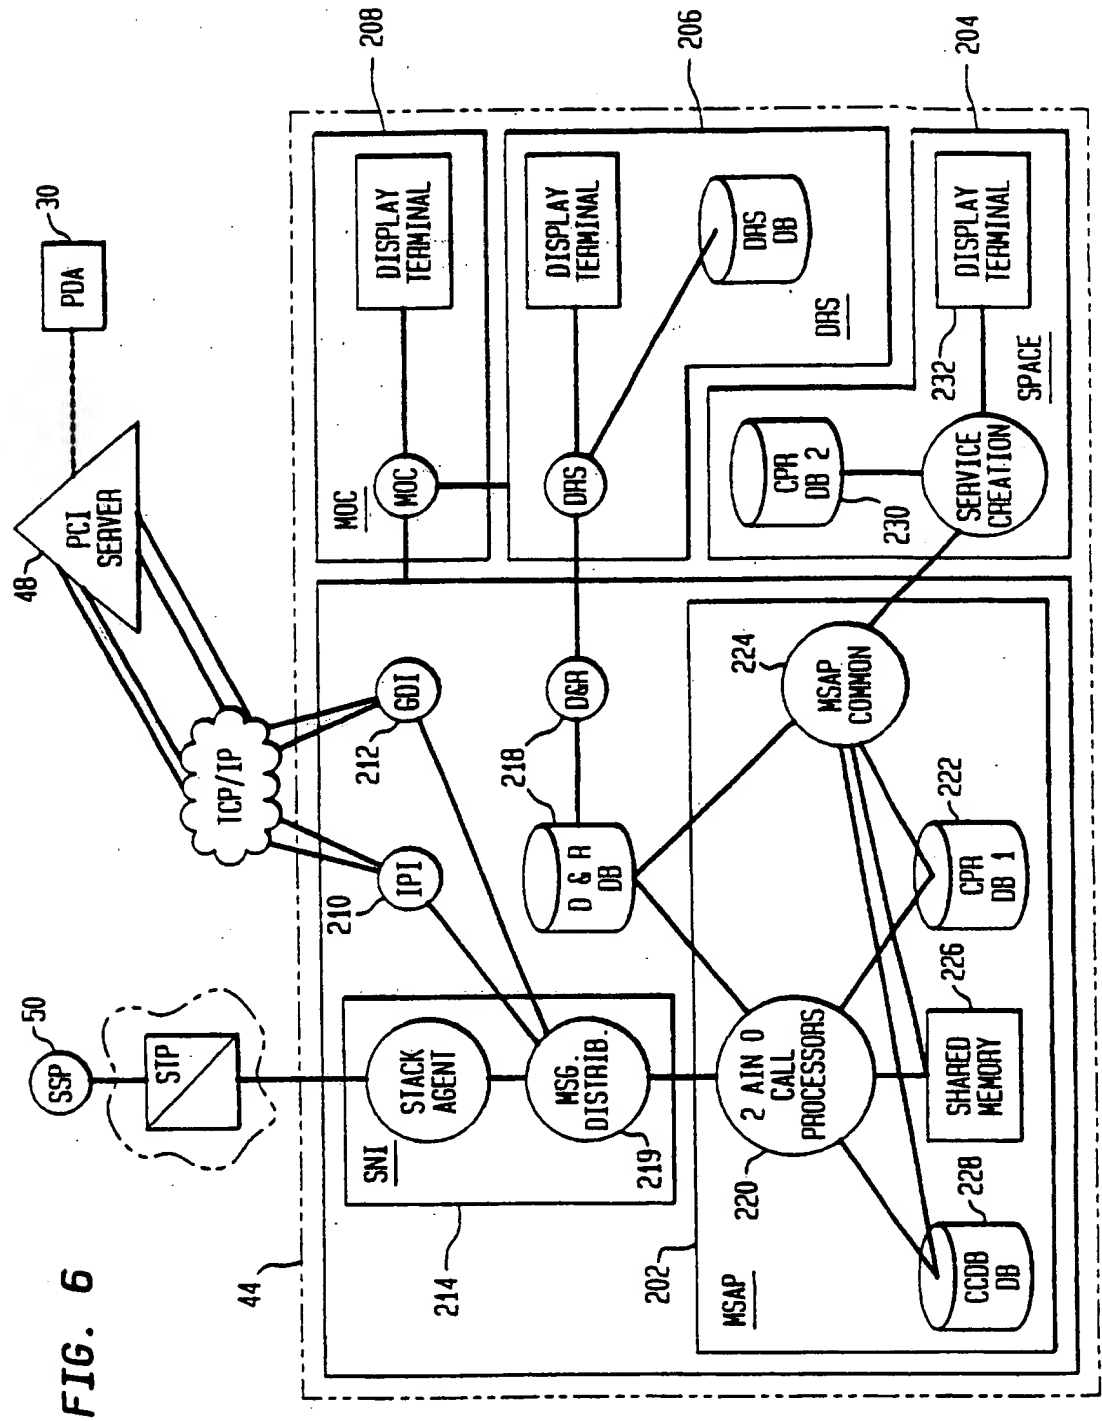 FIG. 6
44
SSP
50
STP
48
PCI
SERVER
PDA
30
TCP/IP
208
206
204
214
SNI
STACK
AGENT
MSG.
DISTRIB.
219
210
IPI
212
GDI
218
D & R
DB
D&R
MOC
MOC
DISPLAY
TERMINAL
DRS
DISPLAY
TERMINAL
DRS
DB
DRS
202
MSAP
220
2 AIN 0
CALL
PROCESSORS
224
MSAP
COMMON
CCDB
DB
228
SHARED
MEMORY
226
CPR
DB 1
222
CPR
DB 2
230
SERVICE
CREATION
232
DISPLAY
TERMINAL
SPACE